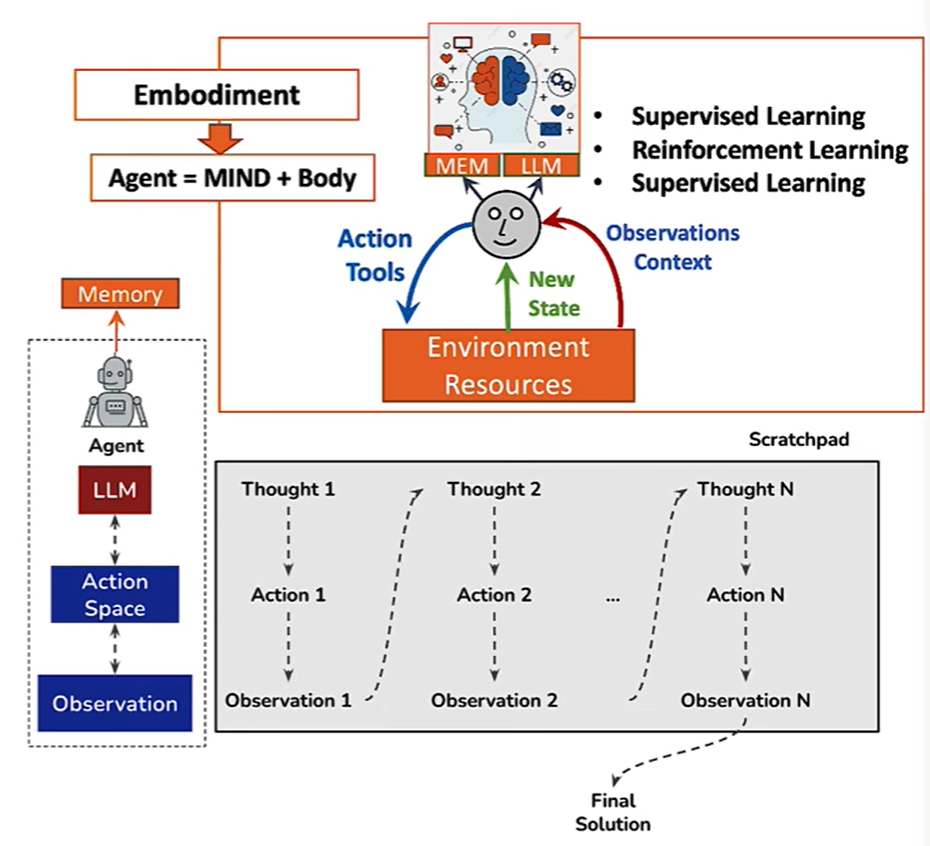 Embodiment
Agent = MIND + Body
MEM
LLM
• Supervised Learning
• Reinforcement Learning
• Supervised Learning
Action
Tools
Observations
Context
New
State
Environment
Resources
Memory
Agent
LLM
Action
Space
Observation
Scratchpad
Thought 1
Thought 2
Thought N
Action 1
Action 2
...
Action N
Observation 1
Observation 2
Observation N
Final
Solution